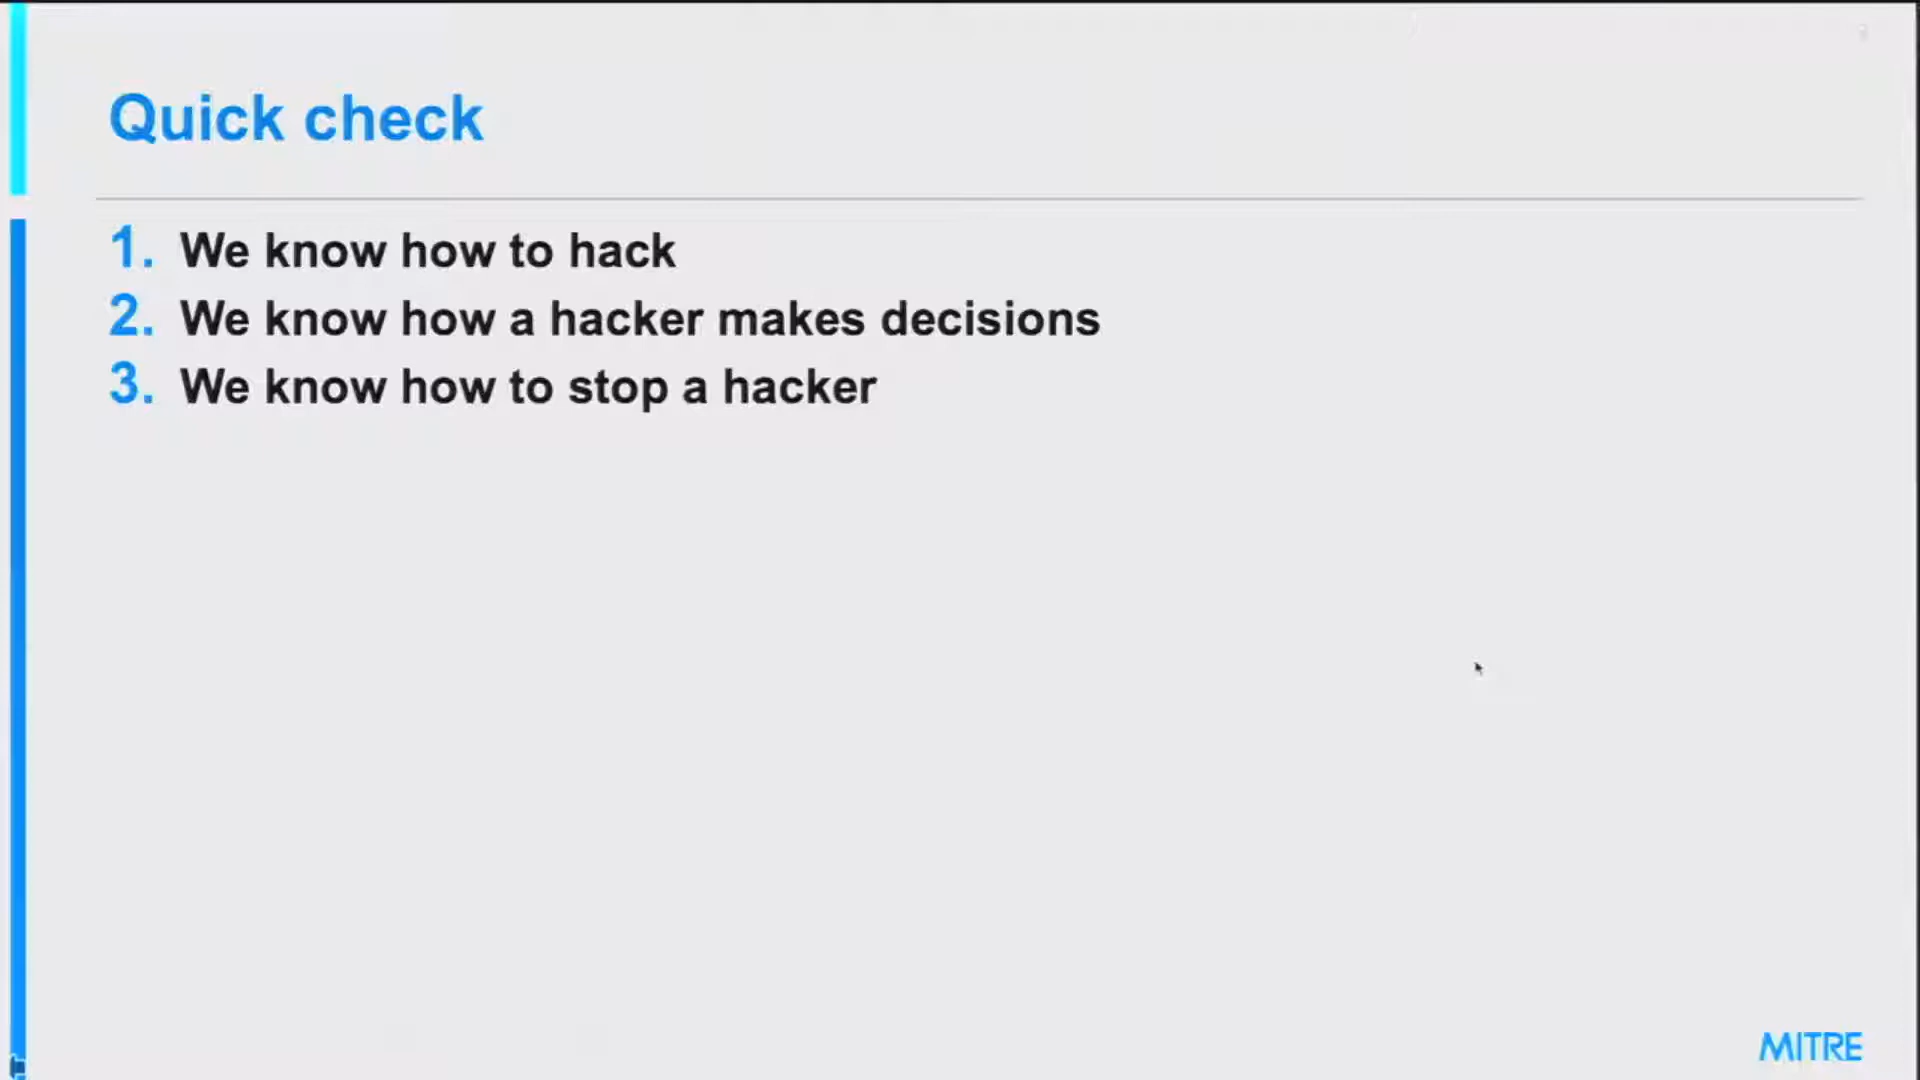 Quick check
1. We know how to hack
2. We know how a hacker makes decisions
3. We know how to stop a hacker
MITRE